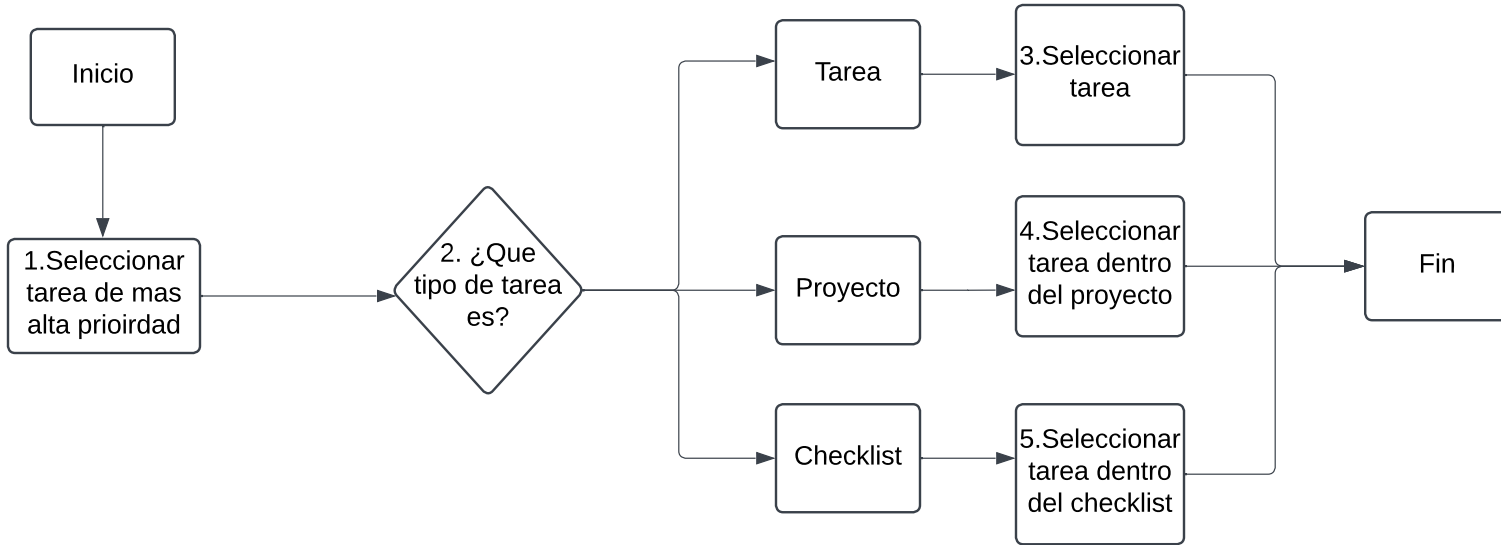 Inicio
1.Seleccionar
tarea de mas
alta prioirdad
2. ¿Que
tipo de tarea
es?
Tarea
3.Seleccionar
tarea
Proyecto
4.Seleccionar
tarea dentro
del proyecto
Checklist
5.Seleccionar
tarea dentro
del checklist
Fin